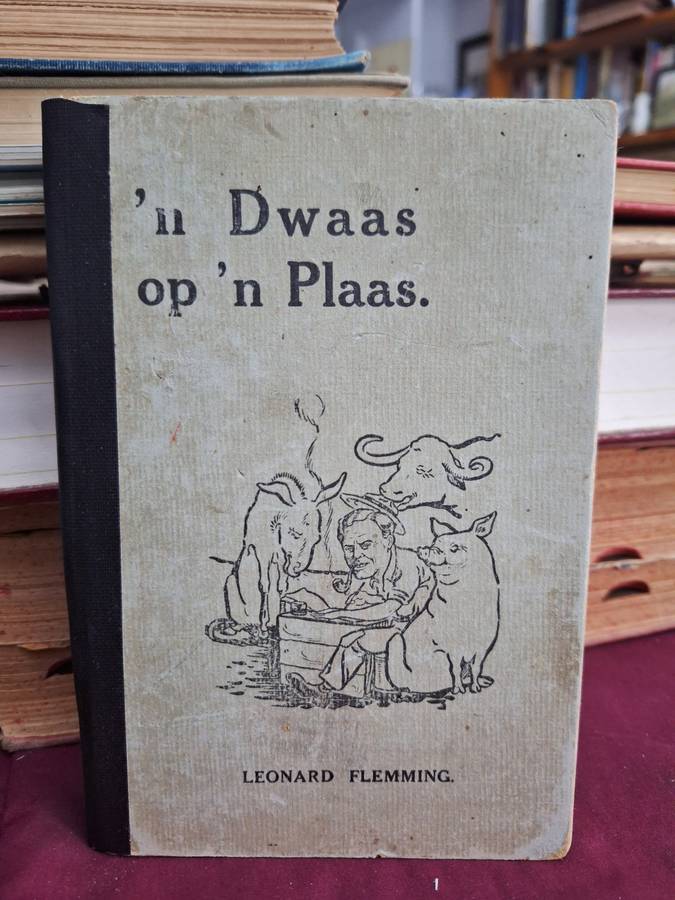 'n Dwaas
op 'n Plaas.
LEONARD FLEMMING.